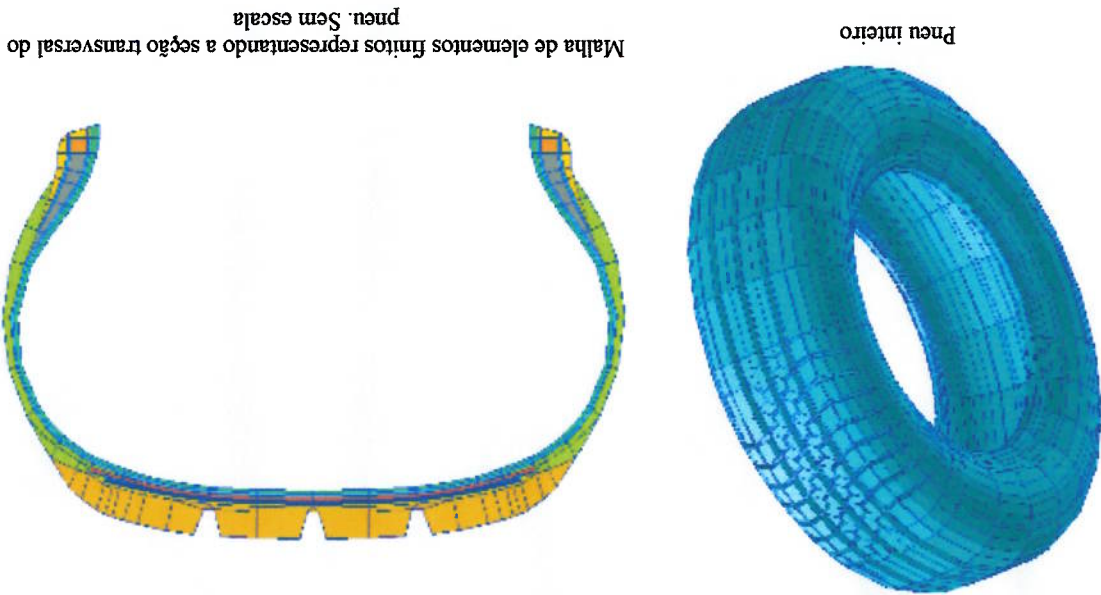 Pneu inteiro
Malha de elementos finitos representando a seção transversal do
pneu. Sem escala